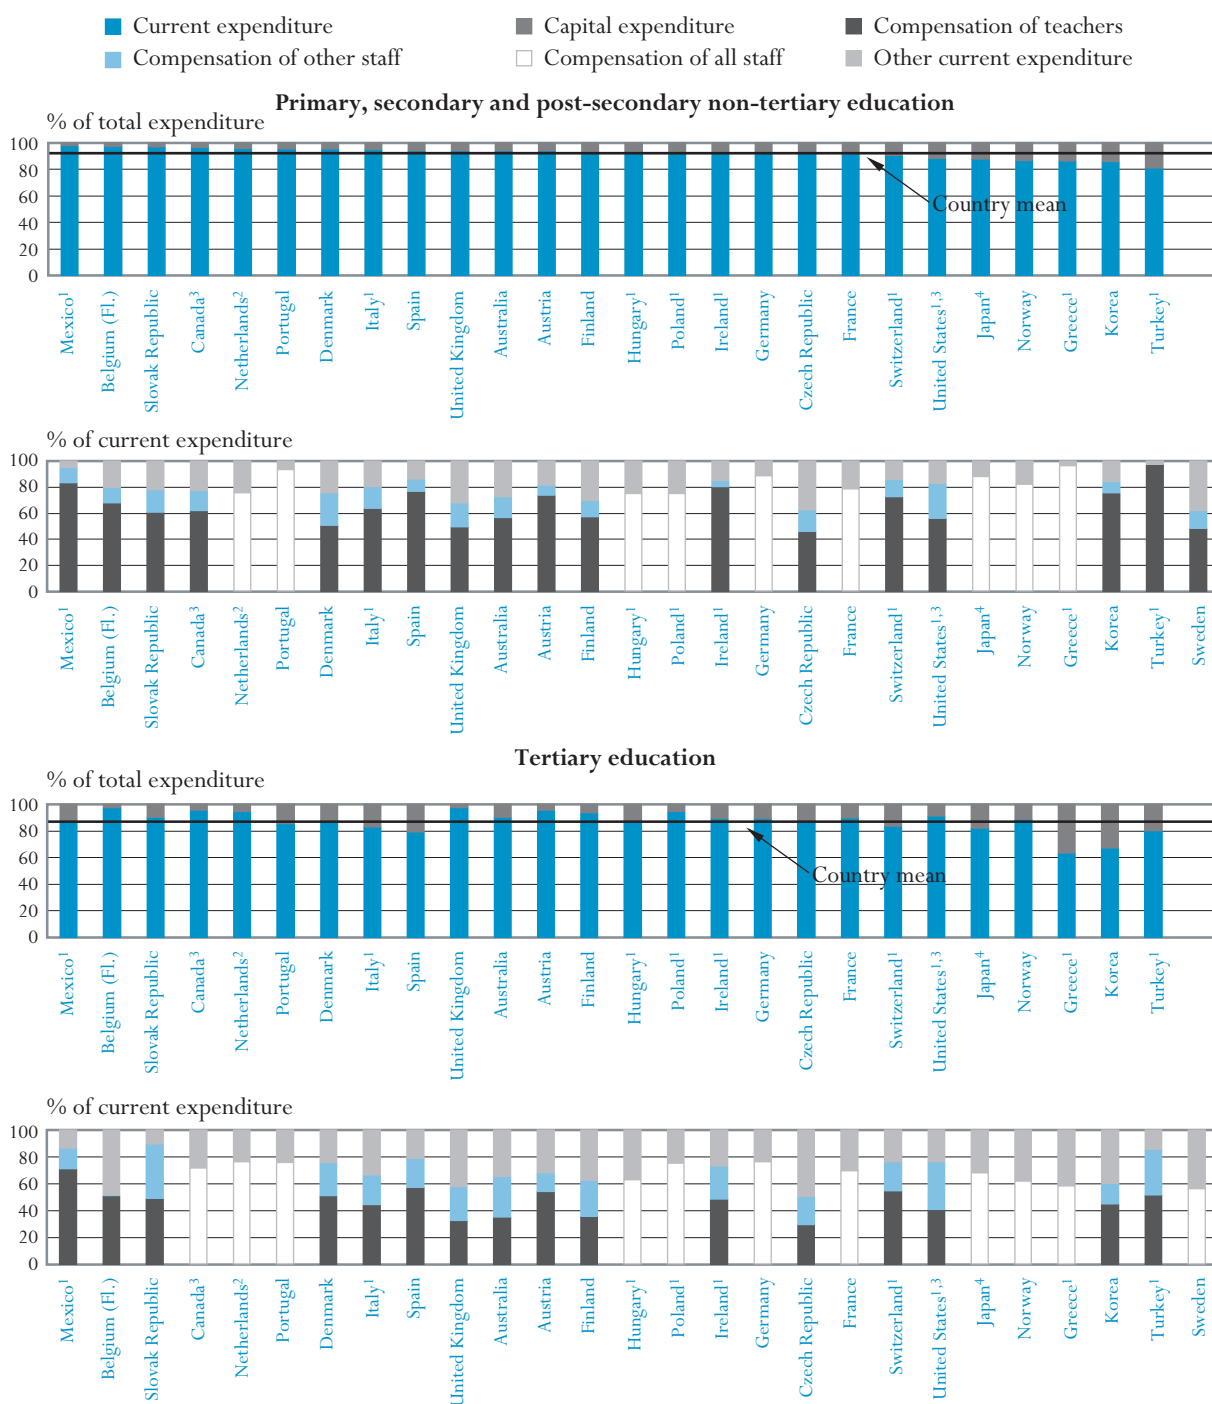 Current expenditure Capital expenditure Compensation of teachers
Compensation of other staff Compensation of all staff Other current expenditure
Primary, secondary and post-secondary non-tertiary education
% of total expenditure
100
80
60
40
20
0
Country mean
Mexico¹
Belgium (Fl.)
Slovak Republic
Canada³
Netherlands²
Portugal
Denmark
Italy¹
Spain
United Kingdom
Australia
Austria
Finland
Hungary¹
Poland¹
Ireland¹
Germany
Czech Republic
France
Switzerland¹
United States¹,³
Japan⁴
Norway
Greece¹
Korea
Turkey¹
% of current expenditure
100
80
60
40
20
0
Mexico¹
Belgium (Fl.)
Slovak Republic
Canada³
Netherlands²
Portugal
Denmark
Italy¹
Spain
United Kingdom
Australia
Austria
Finland
Hungary¹
Poland¹
Ireland¹
Germany
Czech Republic
France
Switzerland¹
United States¹,³
Japan⁴
Norway
Greece¹
Korea
Turkey¹
Sweden
Tertiary education
% of total expenditure
100
80
60
40
20
0
Country mean
Mexico¹
Belgium (Fl.)
Slovak Republic
Canada³
Netherlands²
Portugal
Denmark
Italy¹
Spain
United Kingdom
Australia
Austria
Finland
Hungary¹
Poland¹
Ireland¹
Germany
Czech Republic
France
Switzerland¹
United States¹,³
Japan⁴
Norway
Greece¹
Korea
Turkey¹
% of current expenditure
100
80
60
40
20
0
Mexico¹
Belgium (Fl.)
Slovak Republic
Canada³
Netherlands²
Portugal
Denmark
Italy¹
Spain
United Kingdom
Australia
Austria
Finland
Hungary¹
Poland¹
Ireland¹
Germany
Czech Republic
France
Switzerland¹
United States¹,³
Japan⁴
Norway
Greece¹
Korea
Turkey¹
Sweden